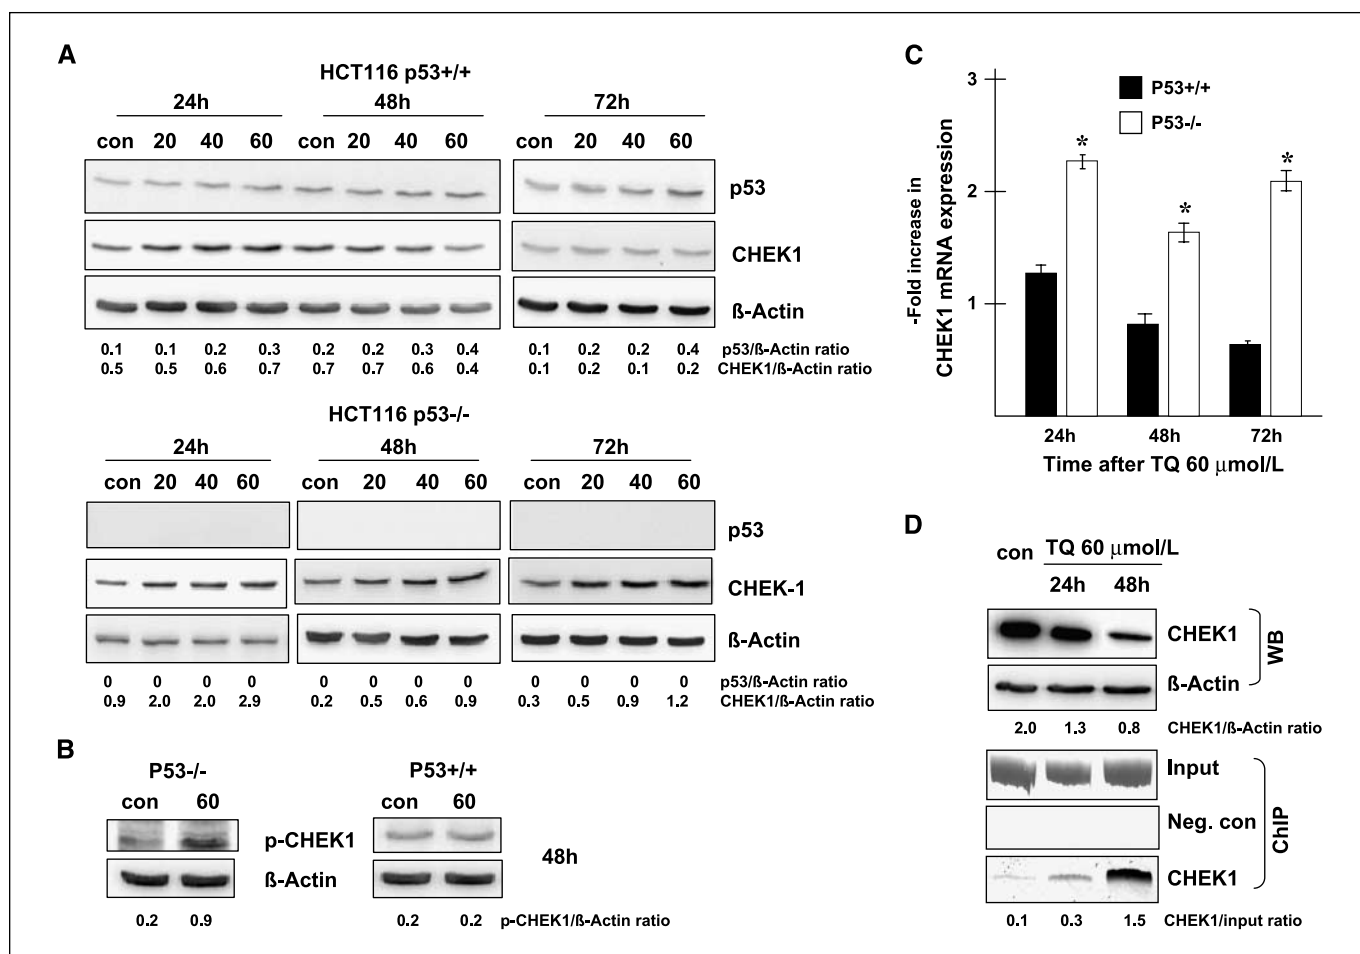 A
HCT116 p53+/+
24h 48h 72h
con 20 40 60 con 20 40 60 con 20 40 60
p53
CHEK1
ß-Actin
0.1 0.1 0.2 0.3 0.2 0.2 0.3 0.4 0.1 0.2 0.2 0.4 p53/ß-Actin ratio
0.5 0.5 0.6 0.7 0.7 0.7 0.6 0.4 0.1 0.2 0.1 0.2 CHEK1/ß-Actin ratio
HCT116 p53-/-
24h 48h 72h
con 20 40 60 con 20 40 60 con 20 40 60
p53
CHEK-1
ß-Actin
0 0 0 0 0 0 0 0 0 0 0 0 p53/ß-Actin ratio
0.9 2.0 2.0 2.9 0.2 0.5 0.6 0.9 0.3 0.5 0.9 1.2 CHEK1/ß-Actin ratio
B
P53-/- P53+/+
con 60 con 60
p-CHEK1
ß-Actin
48h
0.2 0.9 0.2 0.2 p-CHEK1/ß-Actin ratio
C
-Fold increase in
CHEK1 mRNA expression
3
2
1
P53+/+
P53-/-
* * *
24h 48h 72h
Time after TQ 60 μmol/L
D
con TQ 60 μmol/L
24h 48h
CHEK1
ß-Actin
WB
2.0 1.3 0.8 CHEK1/ß-Actin ratio
Input
Neg. con
CHEK1
ChIP
0.1 0.3 1.5 CHEK1/input ratio